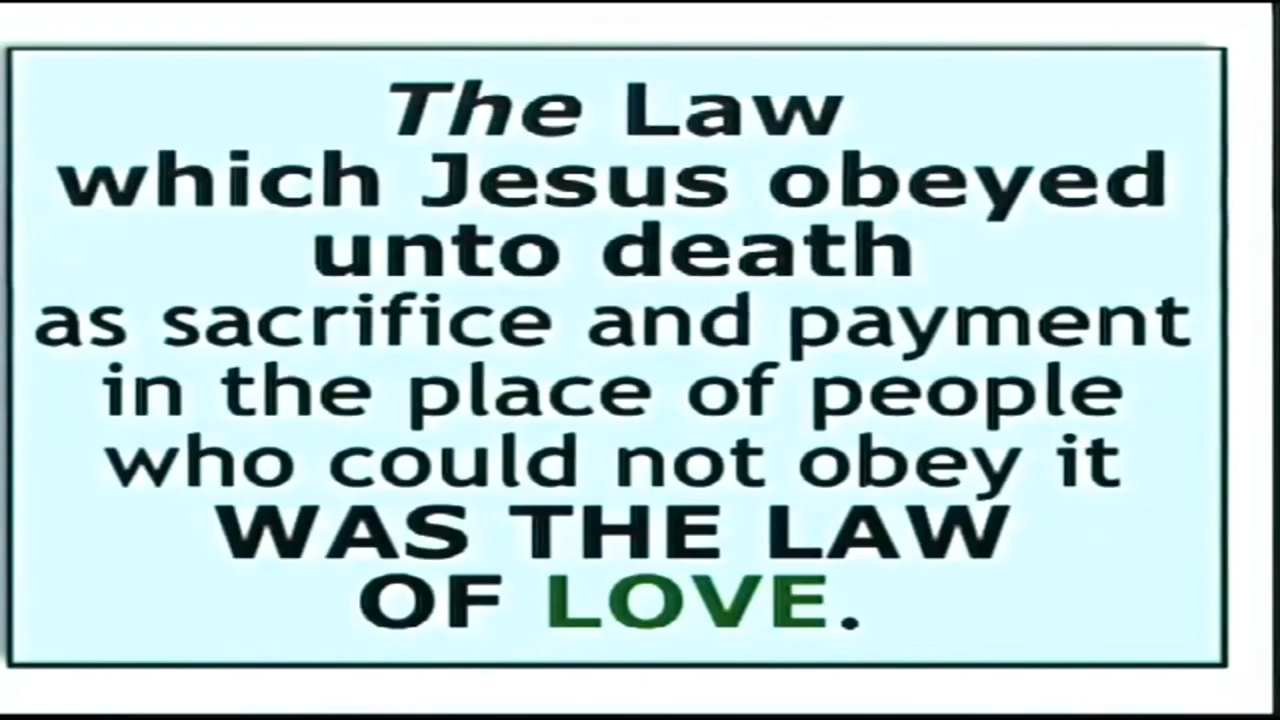 The Law
which Jesus obeyed
unto death
as sacrifice and payment
in the place of people
who could not obey it
WAS THE LAW
OF LOVE.